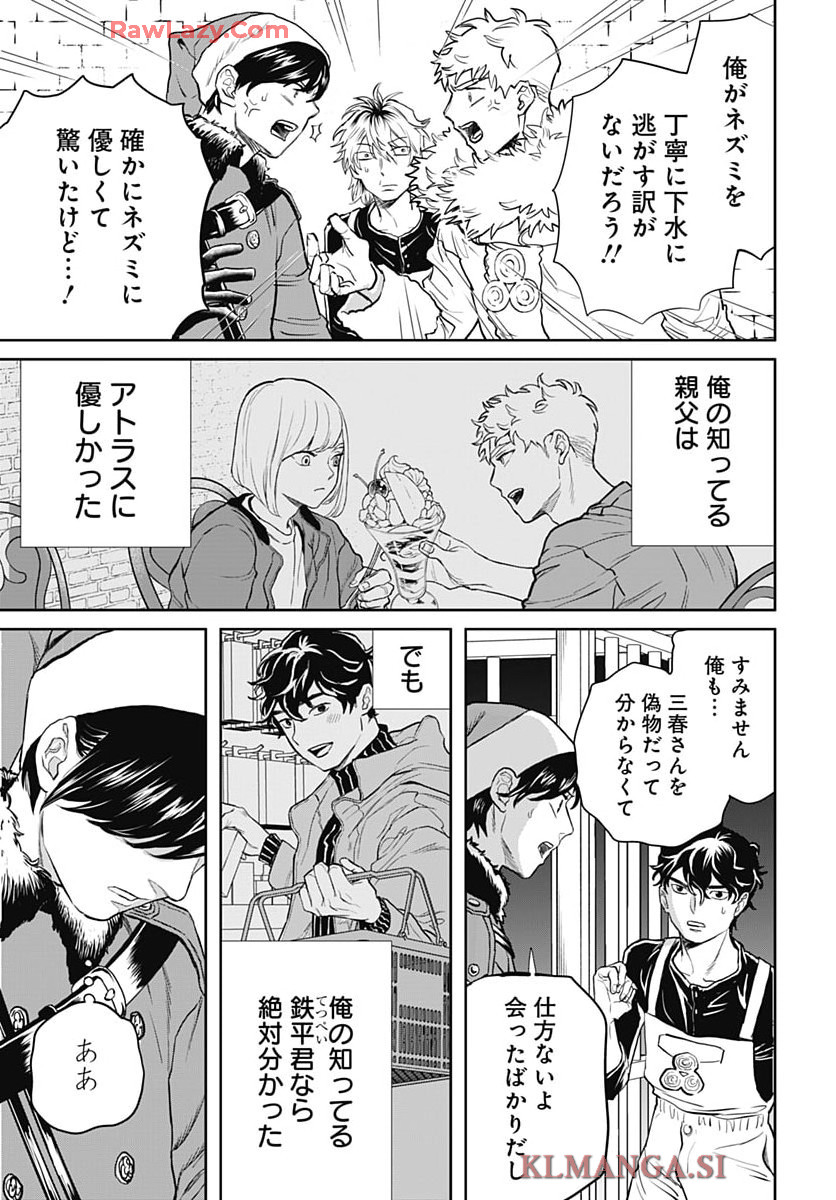 RawLazy.Com
俺がネズミを
丁寧に下水に
逃がす訳が
ないだろう!!
確かにネズミに
優しくて
驚いたけど…!
俺の知ってる
親父は
アトラスに
優しかった
すみません
俺も…
三春さんを
偽物だって
分からなくて
仕方ないよ
会ったばかりだし
でも
俺の知ってる
鉄平君なら
てっぺい
絶対分かった
ああ
KLMANGA.SI